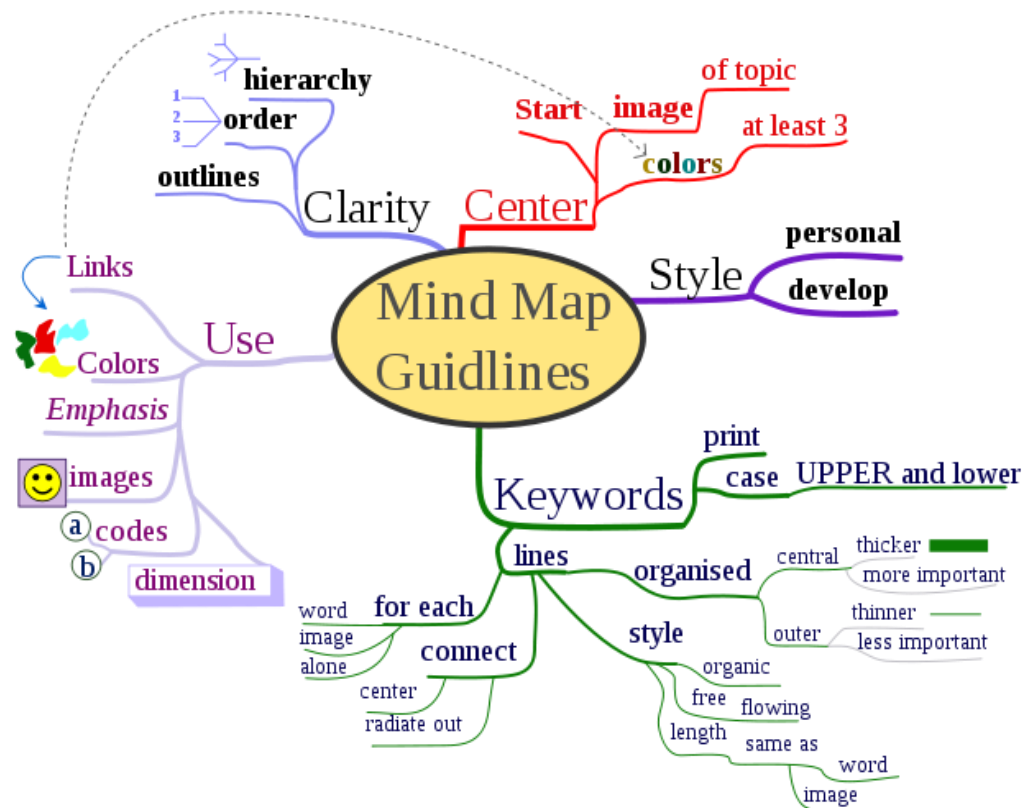 Mind Map
Guidlines
Clarity
hierarchy
order
1
2
3
outlines
Center
Start
image
of topic
colors
at least 3
Style
personal
develop
Use
Links
Colors
Emphasis
images
codes
a
b
dimension
Keywords
print
case
UPPER and lower
lines
organised
central
thicker
more important
outer
thinner
less important
style
organic
free
flowing
length
same as
word
image
connect
center
radiate out
for each
word
image
alone